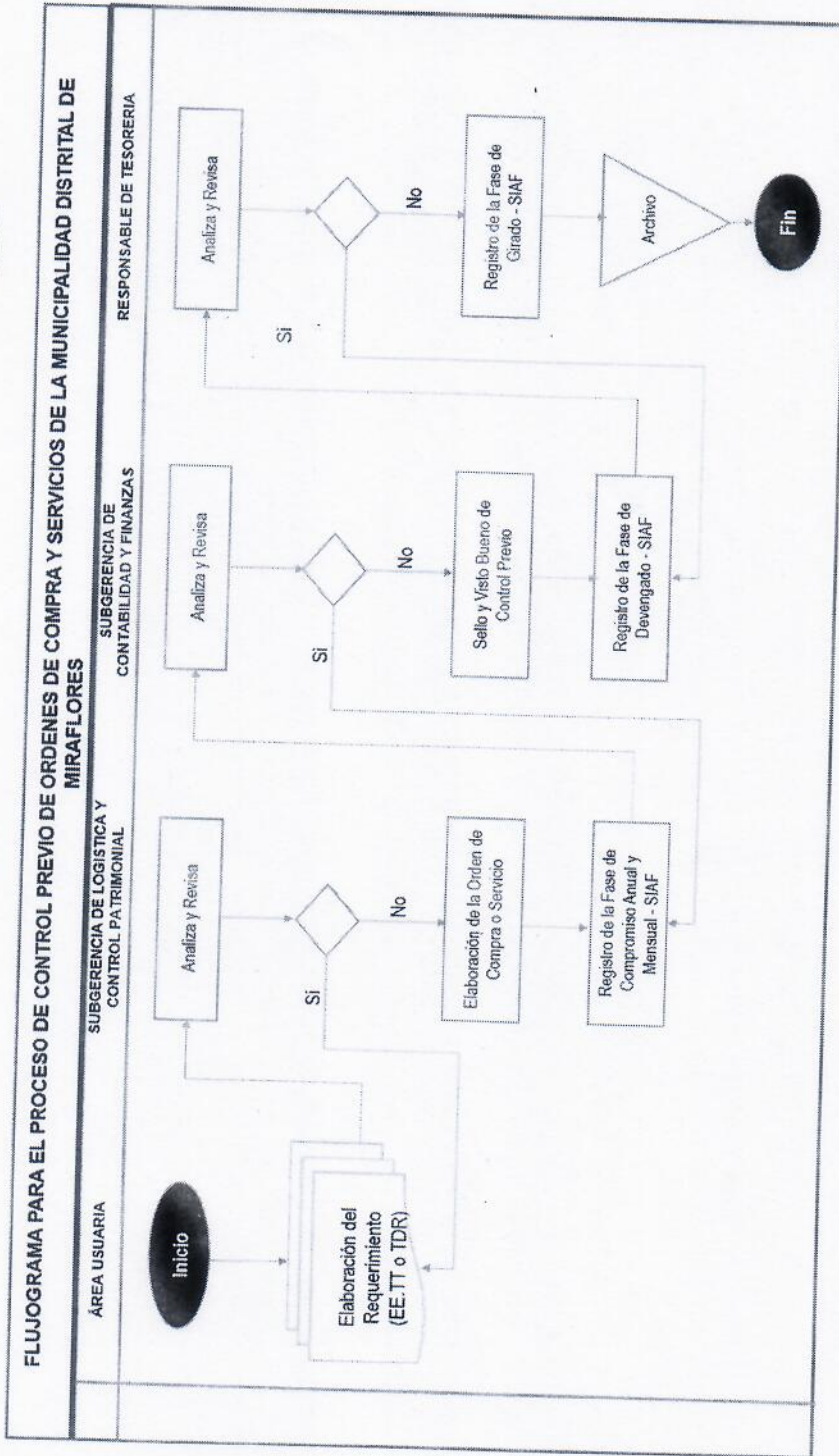 FLUJOGRAMA PARA EL PROCESO DE CONTROL PREVIO DE ORDENES DE COMPRA Y SERVICIOS DE LA MUNICIPALIDAD DISTRITAL DE
MIRAFLORES
ÁREA USUARIA
SUBGERENCIA DE LOGISTICA Y
CONTROL PATRIMONIAL
SUBGERENCIA DE
CONTABILIDAD Y FINANZAS
RESPONSABLE DE TESORERIA
Inicio
Elaboración del
Requerimiento
(EE.TT o TDR)
Analiza y Revisa
Si
No
Elaboración de la Orden de
Compra o Servicio
Registro de la Fase de
Compromiso Anual y
Mensual - SIAF
Analiza y Revisa
Si
No
Sello y Visto Bueno de
Control Previo
Registro de la Fase de
Devengado - SIAF
Analiza y Revisa
Si
No
Registro de la Fase de
Girado - SIAF
Archivo
Fin